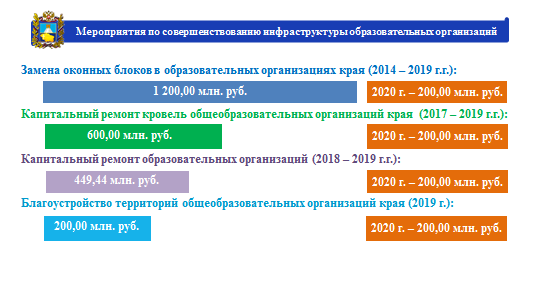 Мероприятия по совершенствованию инфраструктуры образовательных организаций
Замена оконных блоков в образовательных организациях края (2014 – 2019 г.г.):
1 200,00 млн. руб.
2020 г. – 200,00 млн. руб.
Капитальный ремонт кровель общеобразовательных организаций края (2017 – 2019 г.г.):
600,00 млн. руб.
2020 г. – 200,00 млн. руб.
Капитальный ремонт образовательных организаций (2018 – 2019 г.г.):
449,44 млн. руб.
2020 г. – 200,00 млн. руб.
Благоустройство территорий общеобразовательных организаций края (2019 г.):
200,00 млн. руб.
2020 г. – 200,00 млн. руб.